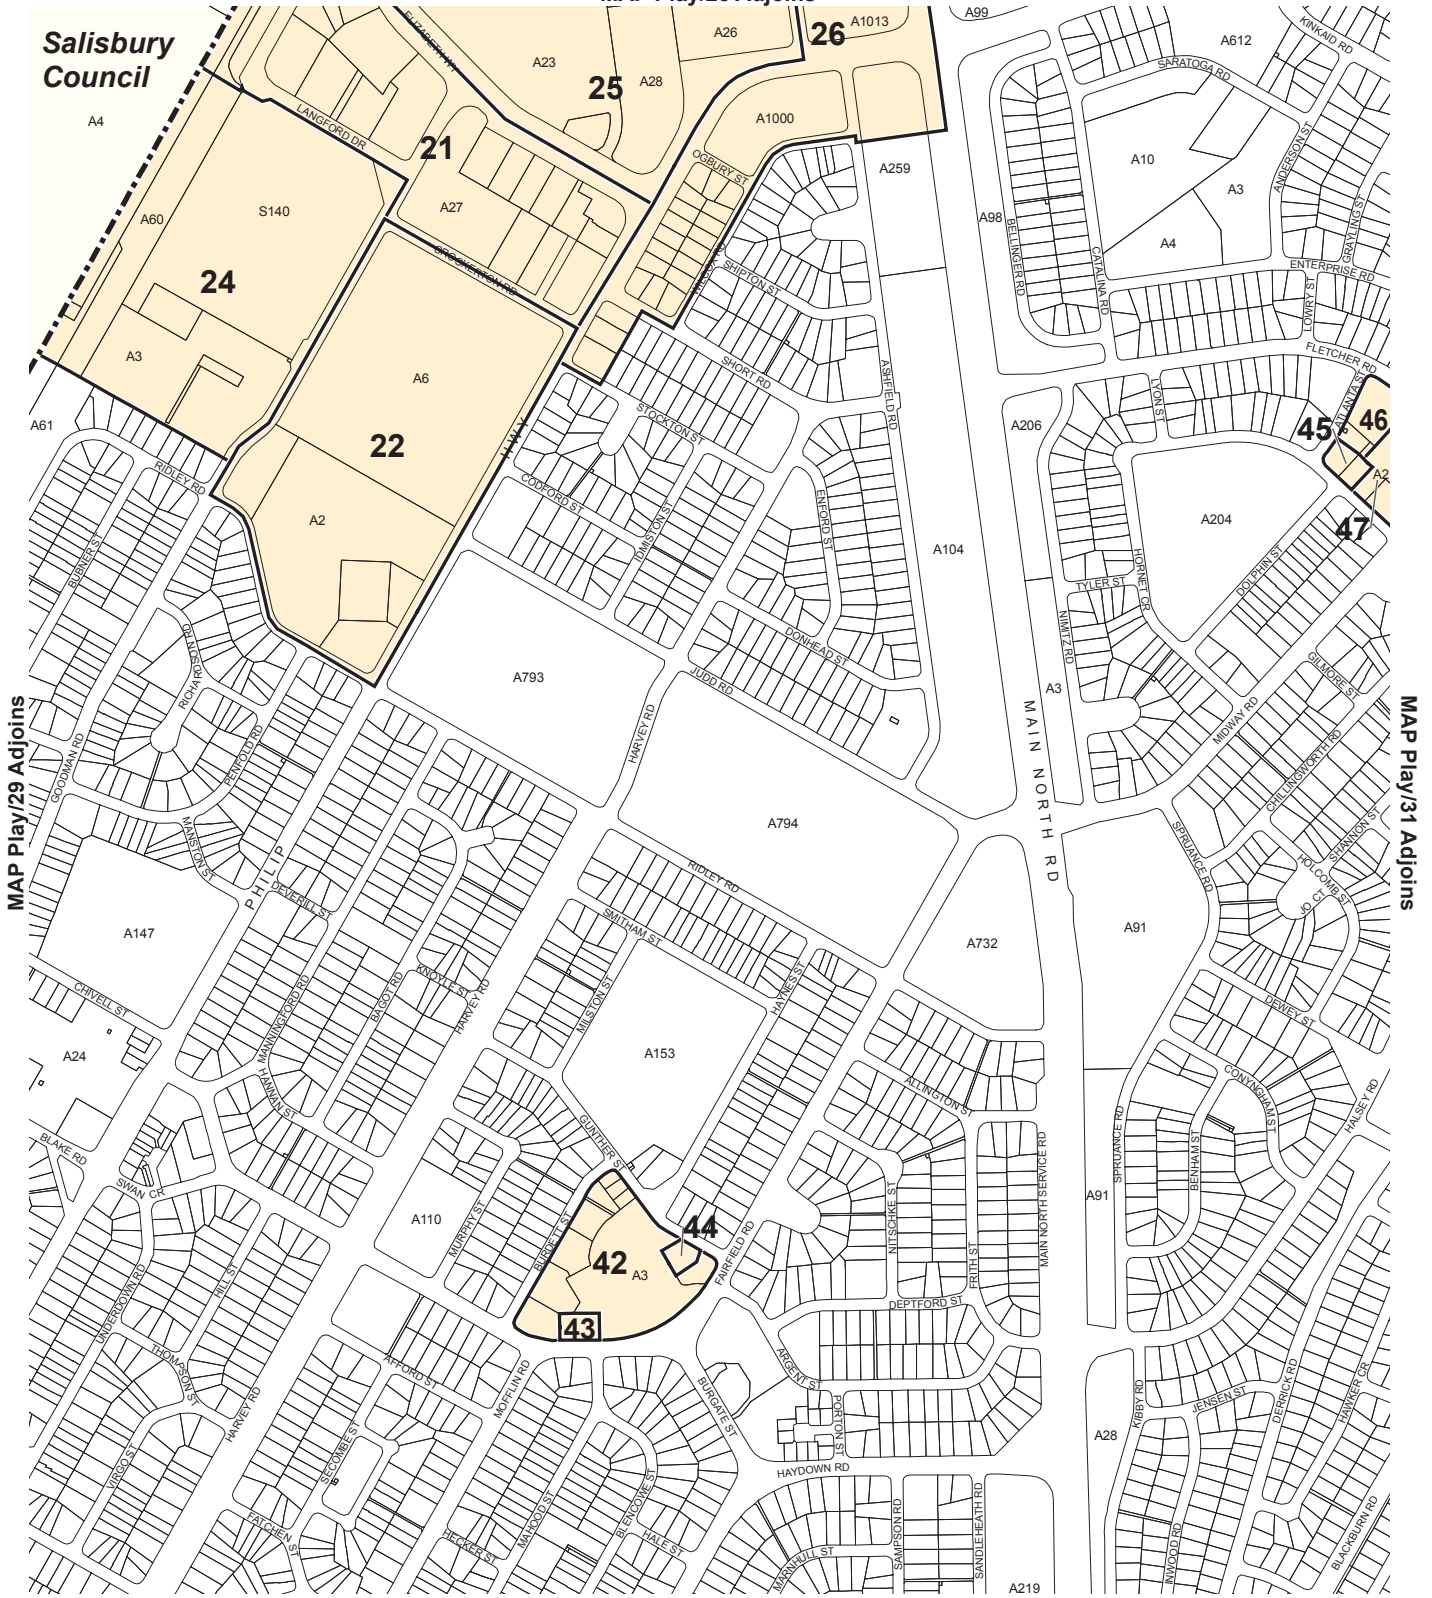 Salisbury
Council
A4
A60
S140
24
A3
A61
LANGFORD DR
ELIZABETH WY
21
A27
CROCKERTON RD
A23
25
A28
A26
26
A1013
A1000
OGBURY ST
WILCOX RD
A259
A99
A98
BELLINGER RD
CATALINA RD
SARATOGA RD
A612
KINKAID RD
A10
A3
A4
ANDERSON ST
GRAYLING ST
ENTERPRISE RD
LOWRY ST
FLETCHER RD
ATLANTA ST
45
46
A2
47
LYON ST
A206
A204
HORNET CR
DOLPHIN ST
TYLER ST
NIMITZ RD
A3
MIDWAY RD
GILMORE ST
CHILLINGWORTH RD
SHANNON ST
SPRUANCE RD
HOLCOMB ST
JO CT
DEWEY ST
A6
22
A2
HWY
SHIPTON ST
SHORT RD
STOCKTON ST
ASHFIELD RD
CODFORD ST
IDMISTON ST
ENFORD ST
A104
DONHEAD ST
JUDD RD
A793
HARVEY RD
A794
MAIN NORTH RD
RIDLEY RD
BUBNER ST
RICHARDSON RD
PENFOLD RD
GOODMAN RD
MANSTON ST
PHILIP
DEVERILL ST
MAP Play/29 Adjoins
MAP Play/31 Adjoins
A147
CHIVELL ST
A24
BLAKE RD
SWAN CR
MANNINGFORD RD
HANNAN ST
BAGOT RD
KNOYLE ST
HARVEY RD
RIDLEY RD
SMITHAM ST
MILSTON ST
HAYNES ST
A153
GUNTHER ST
A732
A91
ALLINGTON ST
CONYNGHAM ST
HALSEY RD
SPRUANCE RD
BENHAM ST
A91
MAIN NORTH SERVICE RD
NITSCHKE ST
FRITH ST
DEPTFORD ST
A110
MURPHY ST
BURDETT ST
42
A3
44
43
FAIRFIELD RD
UNDERDOWN RD
HILL ST
THOMPSON ST
VIRGO ST
HARVEY RD
AFFORD ST
SECOMBE ST
FATCHEN ST
MOFFLIN RD
HECKER ST
MAHOOD ST
BLENCOWE ST
HALE ST
BURGATE ST
ARGENT ST
PORTON ST
HAYDOWN RD
MARNHULL ST
SAMPSON RD
SANDLEHEATH RD
A219
A28
KIBBY RD
JENSEN ST
INWOOD RD
DERRICK RD
HAWKER CR
BLACKBURN RD